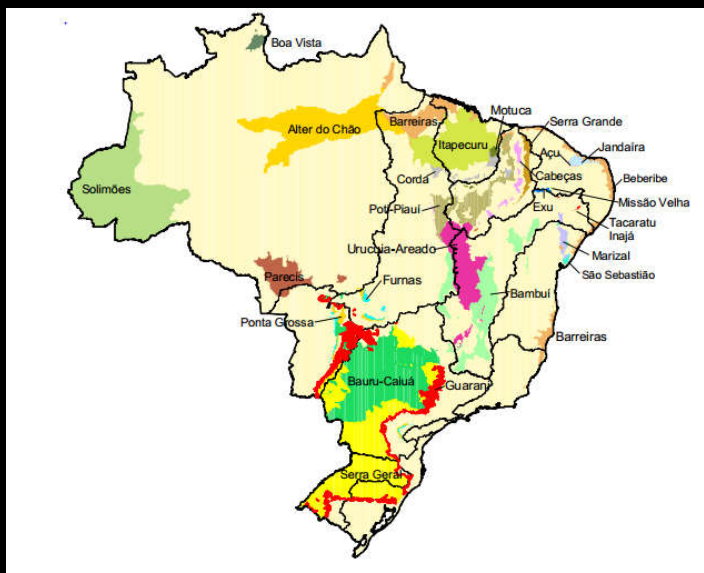 Boa Vista
Motuca
Serra Grande
Barreiras
Alter do Chão
Itapecuru
Açu
Jandaíra
Cabeças
Corda
Beberibe
Solimões
Missão Velha
Exu
Poti-Piauí
Tacaratu
Inajá
Urucuia-Areado
Marizal
São Sebastião
Parecis
Furnas
Bambuí
Ponta Grossa
Barreiras
Bauru-Caiuá
Guarani
Serra Geral